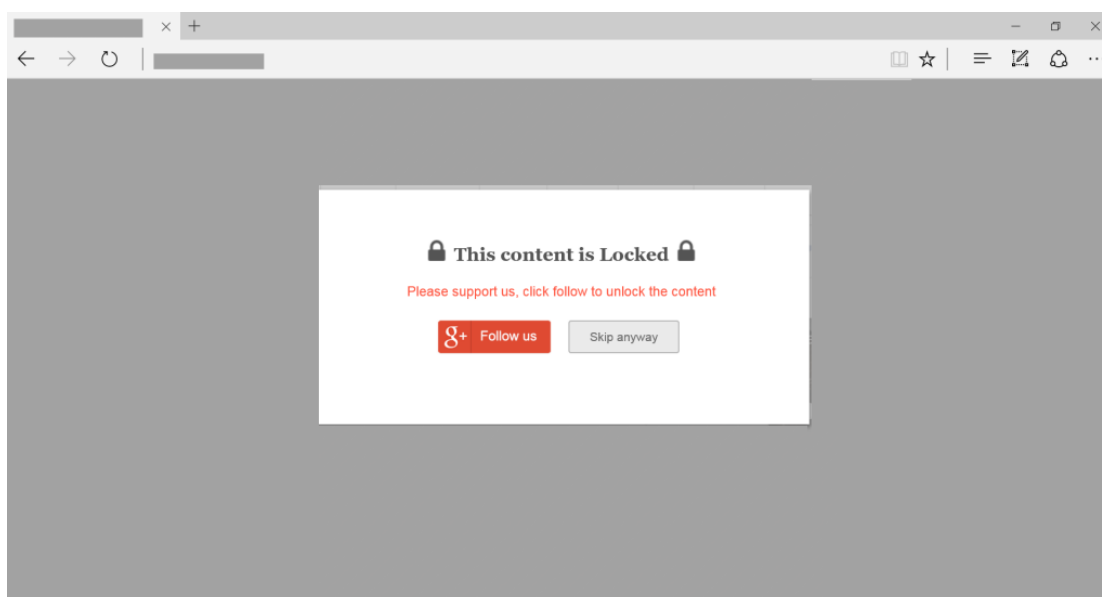 This content is Locked
Please support us, click follow to unlock the content
g+ Follow us
Skip anyway